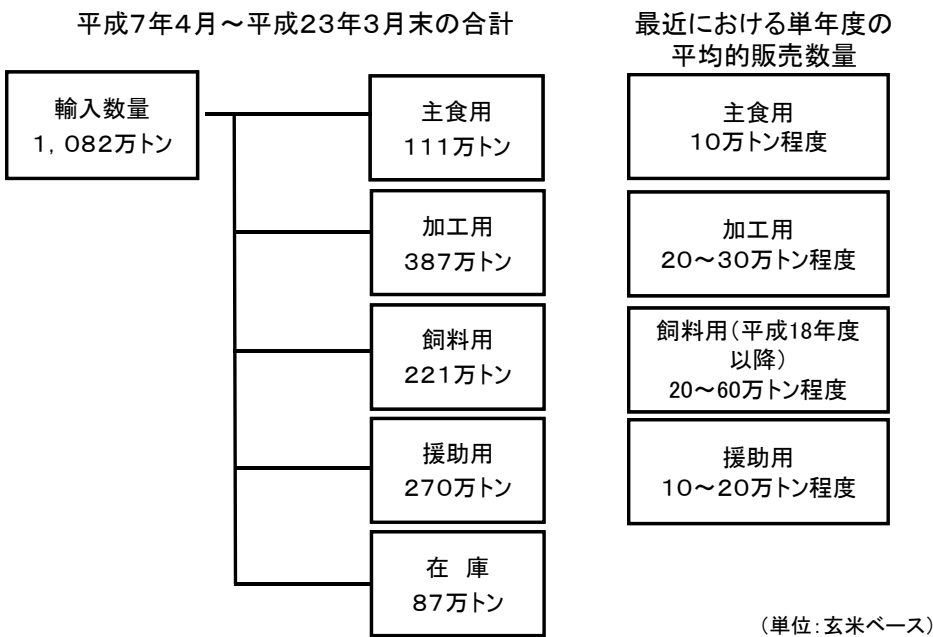 平成7年4月～平成23年3月末の合計
最近における単年度の
平均的販売数量
輸入数量
1，082万トン
主食用
111万トン
主食用
10万トン程度
加工用
387万トン
加工用
20～30万トン程度
飼料用
221万トン
飼料用（平成18年度
以降）
20～60万トン程度
援助用
270万トン
援助用
10～20万トン程度
在　庫
87万トン
（単位：玄米ベース）